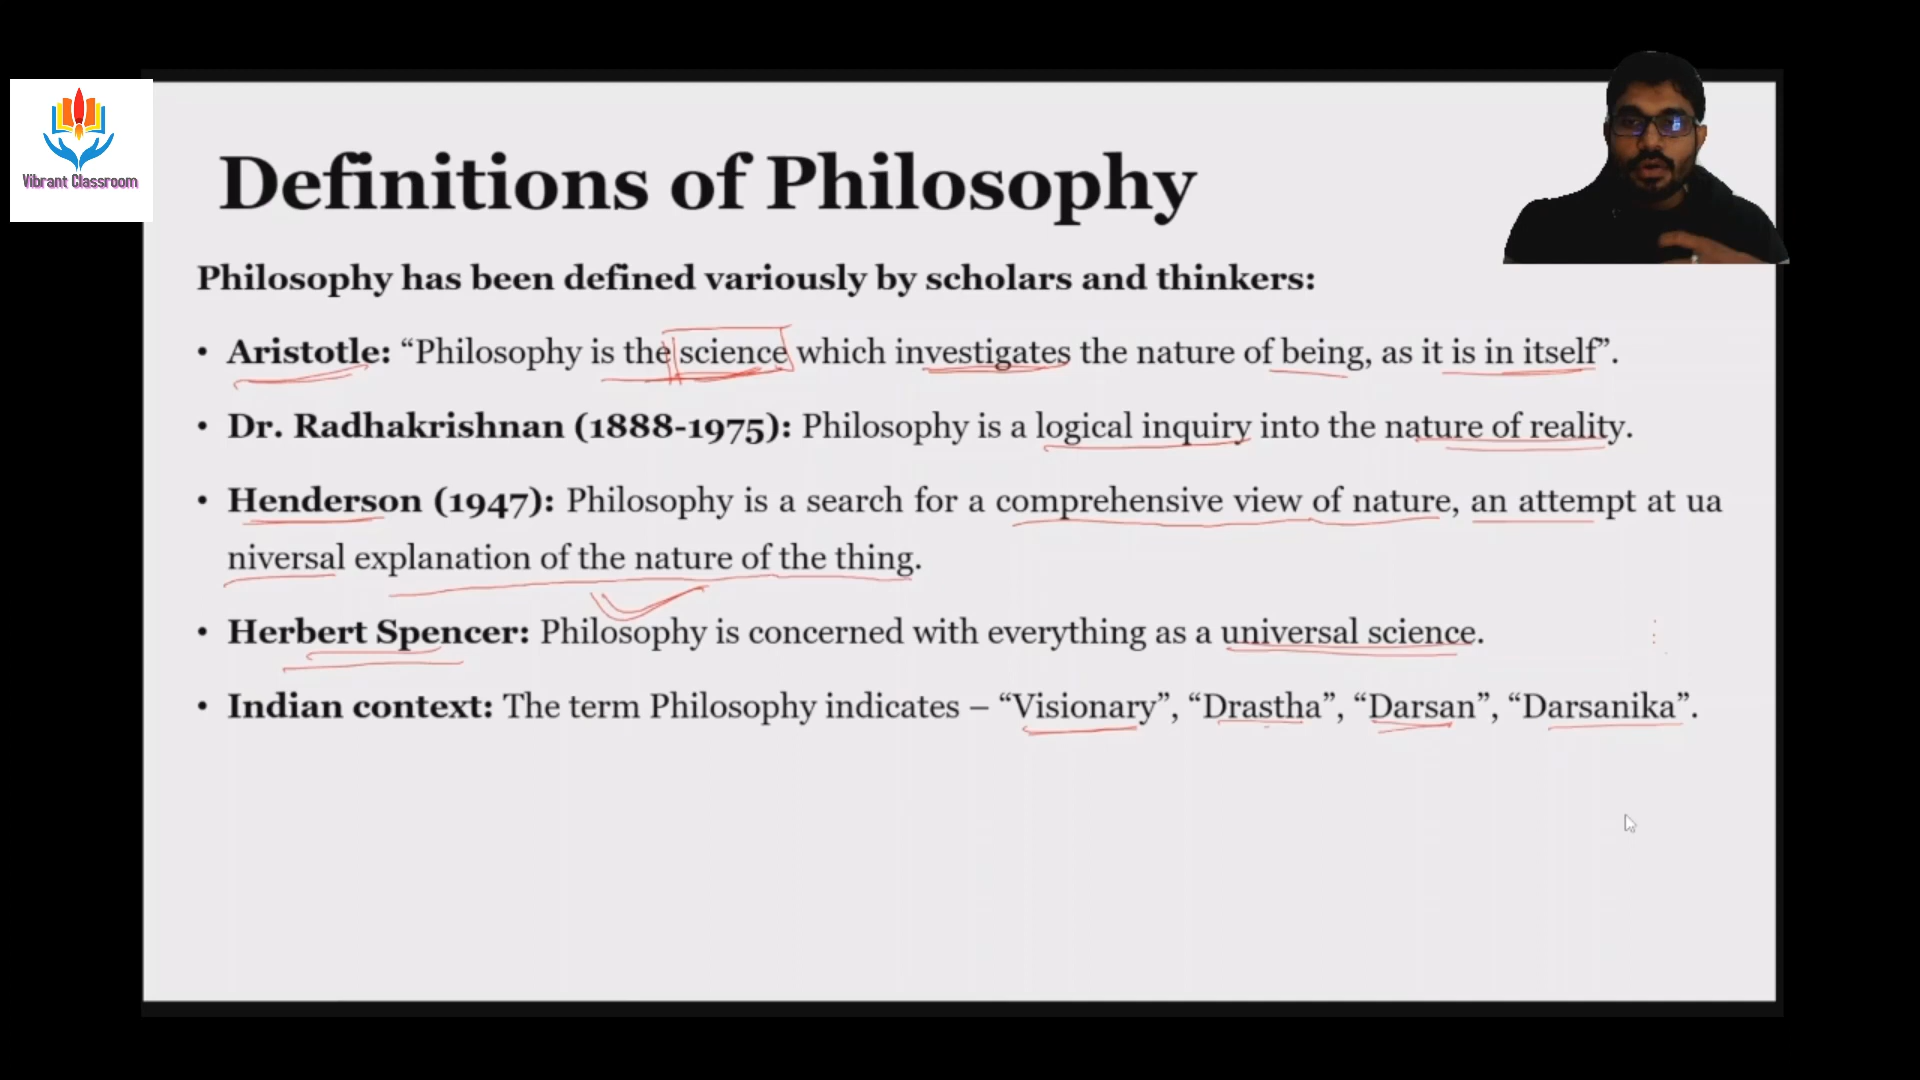 Vibrant Classroom
Definitions of Philosophy
Philosophy has been defined variously by scholars and thinkers:
• Aristotle: “Philosophy is the science which investigates the nature of being, as it is in itself”.
• Dr. Radhakrishnan (1888-1975): Philosophy is a logical inquiry into the nature of reality.
• Henderson (1947): Philosophy is a search for a comprehensive view of nature, an attempt at ua
niversal explanation of the nature of the thing.
• Herbert Spencer: Philosophy is concerned with everything as a universal science.
• Indian context: The term Philosophy indicates – “Visionary”, “Drastha”, “Darsan”, “Darsanika”.